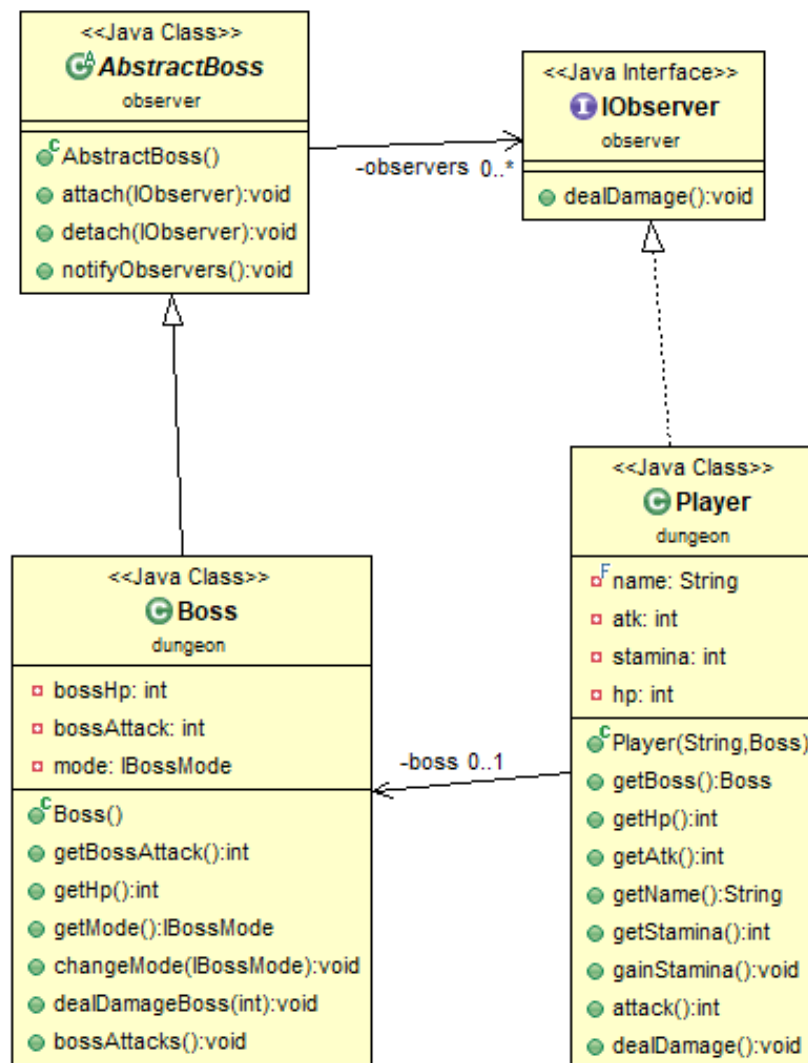 <<Java Class>>
AbstractBoss
observer
AbstractBoss()
attach(IObserver):void
detach(IObserver):void
notifyObservers():void
-observers 0..*
<<Java Interface>>
IObserver
observer
dealDamage():void
<<Java Class>>
Boss
dungeon
bossHp: int
bossAttack: int
mode: IBossMode
Boss()
getBossAttack():int
getHp():int
getMode():IBossMode
changeMode(IBossMode):void
dealDamageBoss(int):void
bossAttacks():void
-boss 0..1
<<Java Class>>
Player
dungeon
name: String
atk: int
stamina: int
hp: int
Player(String,Boss)
getBoss():Boss
getHp():int
getAtk():int
getName():String
getStamina():int
gainStamina():void
attack():int
dealDamage():void